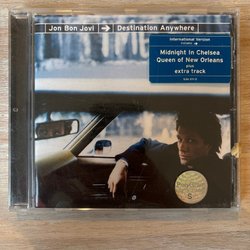 Jon Bon Jovi → Destination Anywhere
International Version
Midnight In Chelsea
Queen of New Orleans
plus
extra track